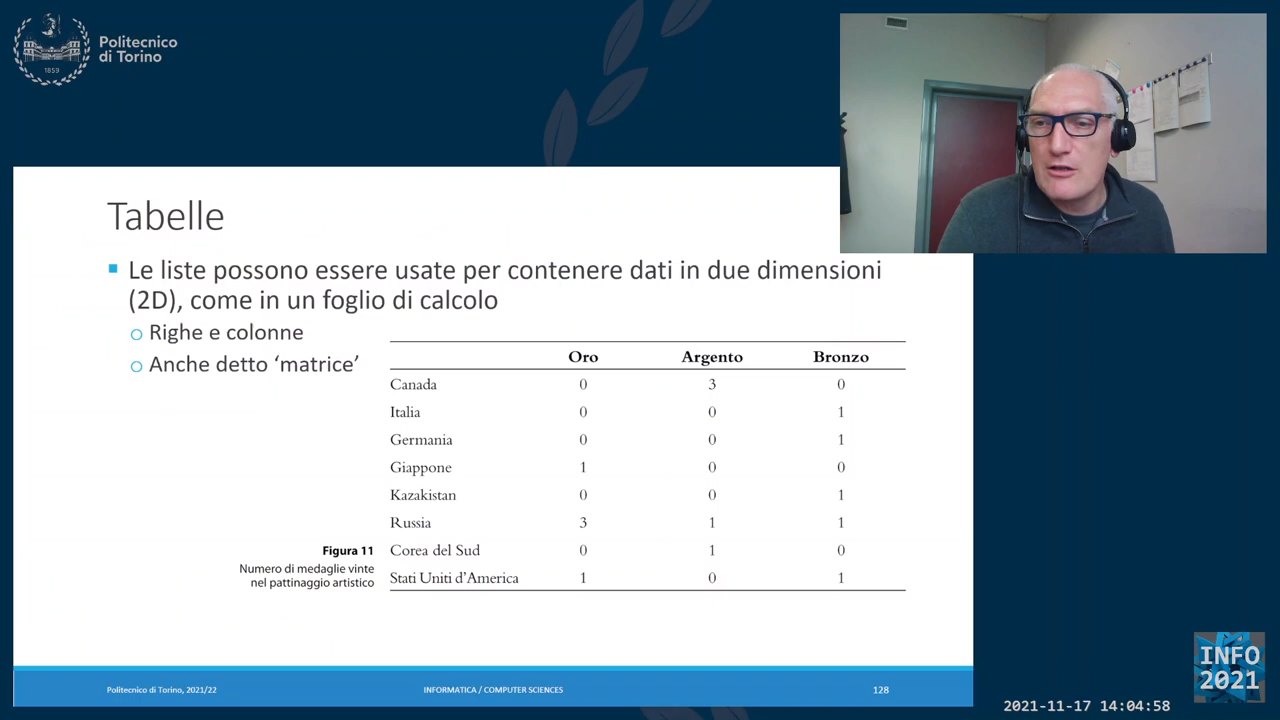 Politecnico
di Torino
1859
Tabelle
Le liste possono essere usate per contenere dati in due dimensioni
(2D), come in un foglio di calcolo
Righe e colonne
Anche detto ‘matrice’
Oro Argento Bronzo
Canada 0 3 0
Italia 0 0 1
Germania 0 0 1
Giappone 1 0 0
Kazakistan 0 0 1
Russia 3 1 1
Corea del Sud 0 1 0
Stati Uniti d’America 1 0 1
Figura 11
Numero di medaglie vinte
nel pattinaggio artistico
Politecnico di Torino, 2021/22 INFORMATICA / COMPUTER SCIENCES 128
INFO
2021
2021-11-17 14:04:58